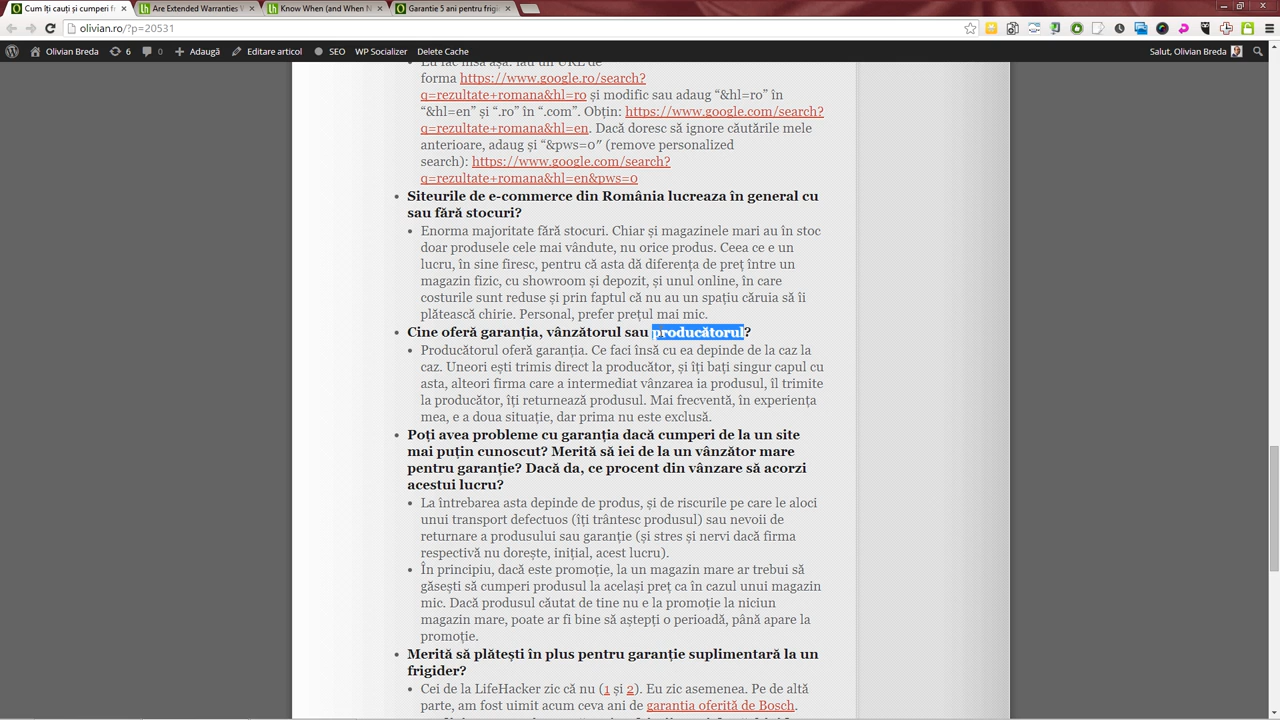 Cum îți cauți și cumperi f
Are Extended Warranties W
Know When (and When N
Garantie 5 ani pentru frigi
olivian.ro/?p=20531
Olivian Breda 6 0 Adaugă Editare articol SEO WP Socializer Delete Cache Salut, Olivian Breda
Eu fac însă așa: iau un URL de
forma https://www.google.ro/search?
q=rezultate+romana&hl=ro și modific sau adaug “&hl=ro” în
“&hl=en” și “.ro” în “.com”. Obțin: https://www.google.com/search?
q=rezultate+romana&hl=en. Dacă doresc să ignore căutările mele
anterioare, adaug și “&pws=0″ (remove personalized
search): https://www.google.com/search?
q=rezultate+romana&hl=en&pws=0
Siteurile de e-commerce din România lucreaza în general cu
sau fără stocuri?
Enorma majoritate fără stocuri. Chiar și magazinele mari au în stoc
doar produsele cele mai vândute, nu orice produs. Ceea ce e un
lucru, în sine firesc, pentru că asta dă diferența de preț între un
magazin fizic, cu showroom și depozit, și unul online, în care
costurile sunt reduse și prin faptul că nu au un spațiu căruia să îi
plătească chirie. Personal, prefer prețul mai mic.
Cine oferă garanția, vânzătorul sau producătorul?
Producătorul oferă garanția. Ce faci însă cu ea depinde de la caz la
caz. Uneori ești trimis direct la producător, și îți bați singur capul cu
asta, alteori firma care a intermediat vânzarea ia produsul, îl trimite
la producător, îți returnează produsul. Mai frecventă, în experiența
mea, e a doua situație, dar prima nu este exclusă.
Poți avea probleme cu garanția dacă cumperi de la un site
mai puțin cunoscut? Merită să iei de la un vânzător mare
pentru garanție? Dacă da, ce procent din vânzare să acorzi
acestui lucru?
La întrebarea asta depinde de produs, și de riscurile pe care le aloci
unui transport defectuos (îți trântesc produsul) sau nevoii de
returnare a produsului sau garanție (și stres și nervi dacă firma
respectivă nu dorește, inițial, acest lucru).
În principiu, dacă este promoție, la un magazin mare ar trebui să
găsești să cumperi produsul la același preț ca în cazul unui magazin
mic. Dacă produsul căutat de tine nu e la promoție la niciun
magazin mare, poate ar fi bine să aștepți o perioadă, până apare la
promoție.
Merită să plătești în plus pentru garanție suplimentară la un
frigider?
Cei de la LifeHacker zic că nu (1 și 2). Eu zic asemenea. Pe de altă
parte, am fost uimit acum ceva ani de garantia oferită de Bosch.